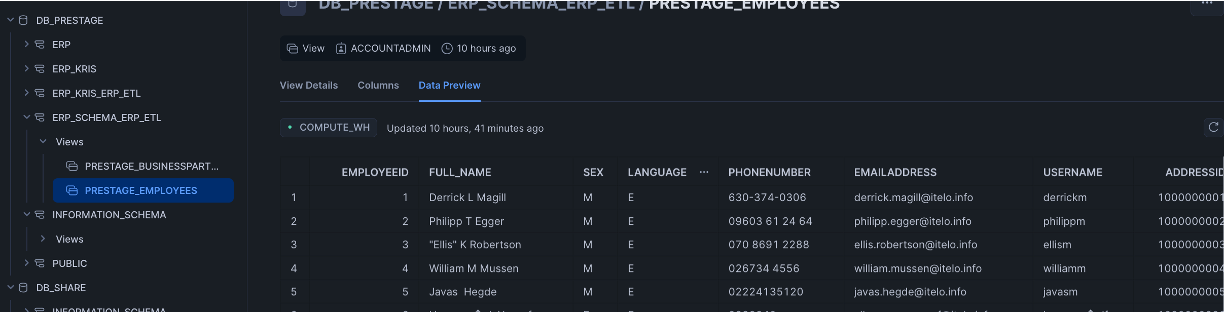 DB_PRESTAGE
ERP
ERP_KRIS
ERP_KRIS_ERP_ETL
ERP_SCHEMA_ERP_ETL
Views
PRESTAGE_BUSINESSPART...
PRESTAGE_EMPLOYEES
INFORMATION_SCHEMA
Views
PUBLIC
DB_SHARE
INFORMATION_SCHEMA
DB_PRESTAGE / ERP_SCHEMA_ERP_ETL / PRESTAGE_EMPLOYEES
View ACCOUNTADMIN 10 hours ago
View Details Columns Data Preview
COMPUTE_WH Updated 10 hours, 41 minutes ago
EMPLOYEEID FULL_NAME SEX LANGUAGE ... PHONENUMBER EMAILADDRESS USERNAME ADDRESSID
1 1 Derrick L Magill M E 630-374-0306 derrick.magill@itelo.info derrickm 1000000001
2 2 Philipp T Egger M E 09603 61 24 64 philipp.egger@itelo.info philippm 1000000002
3 3 "Ellis" K Robertson M E 070 8691 2288 ellis.robertson@itelo.info ellism 1000000003
4 4 William M Mussen M E 026734 4556 william.mussen@itelo.info williamm 1000000004
5 5 Javas  Hegde M E 02224135120 javas.hegde@itelo.info javasm 1000000005